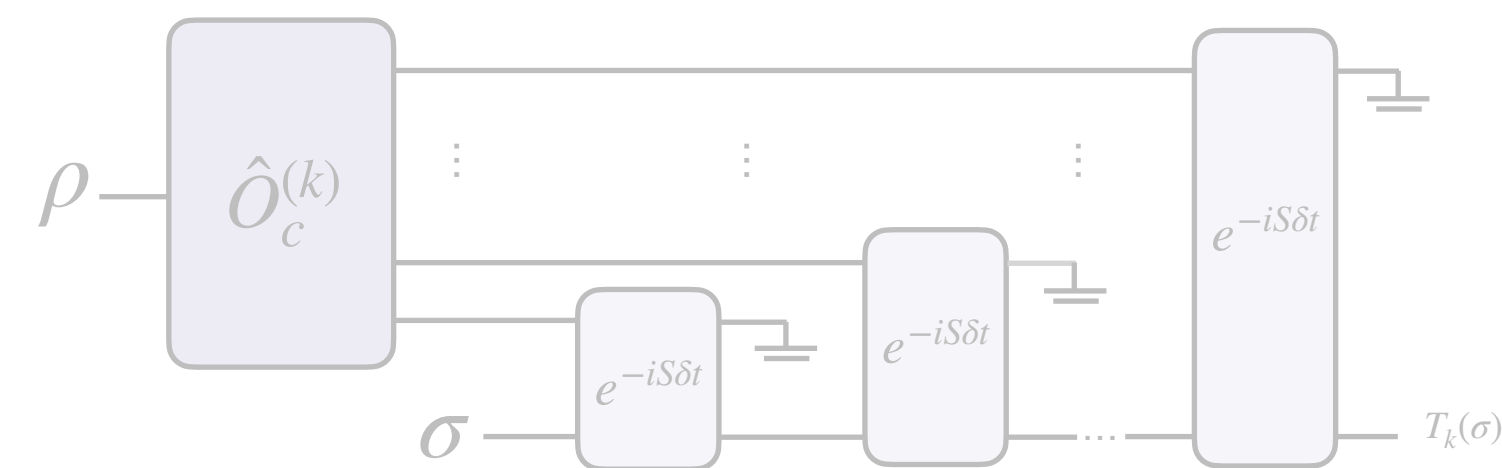 ρ
Ô_c^{(k)}
⋮ ⋮ ⋮
e^{−iSδt}
e^{−iSδt}
e^{−iSδt}
σ
...
T_k(σ)